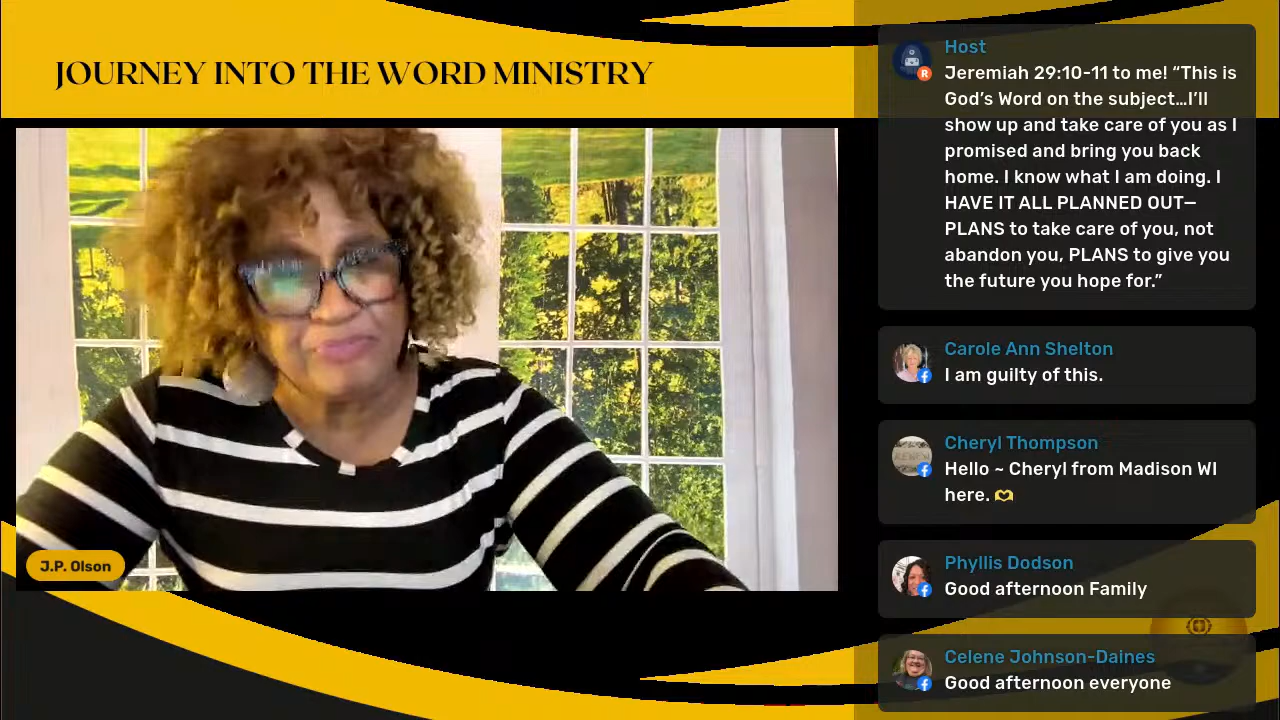 JOURNEY INTO THE WORD MINISTRY
J.P. Olson
Host
Jeremiah 29:10-11 to me! “This is
God’s Word on the subject…I’ll
show up and take care of you as I
promised and bring you back
home. I know what I am doing. I
HAVE IT ALL PLANNED OUT—
PLANS to take care of you, not
abandon you, PLANS to give you
the future you hope for.”
Carole Ann Shelton
I am guilty of this.
Cheryl Thompson
Hello ~ Cheryl from Madison WI
here. 🫶
Phyllis Dodson
Good afternoon Family
Celene Johnson-Daines
Good afternoon everyone